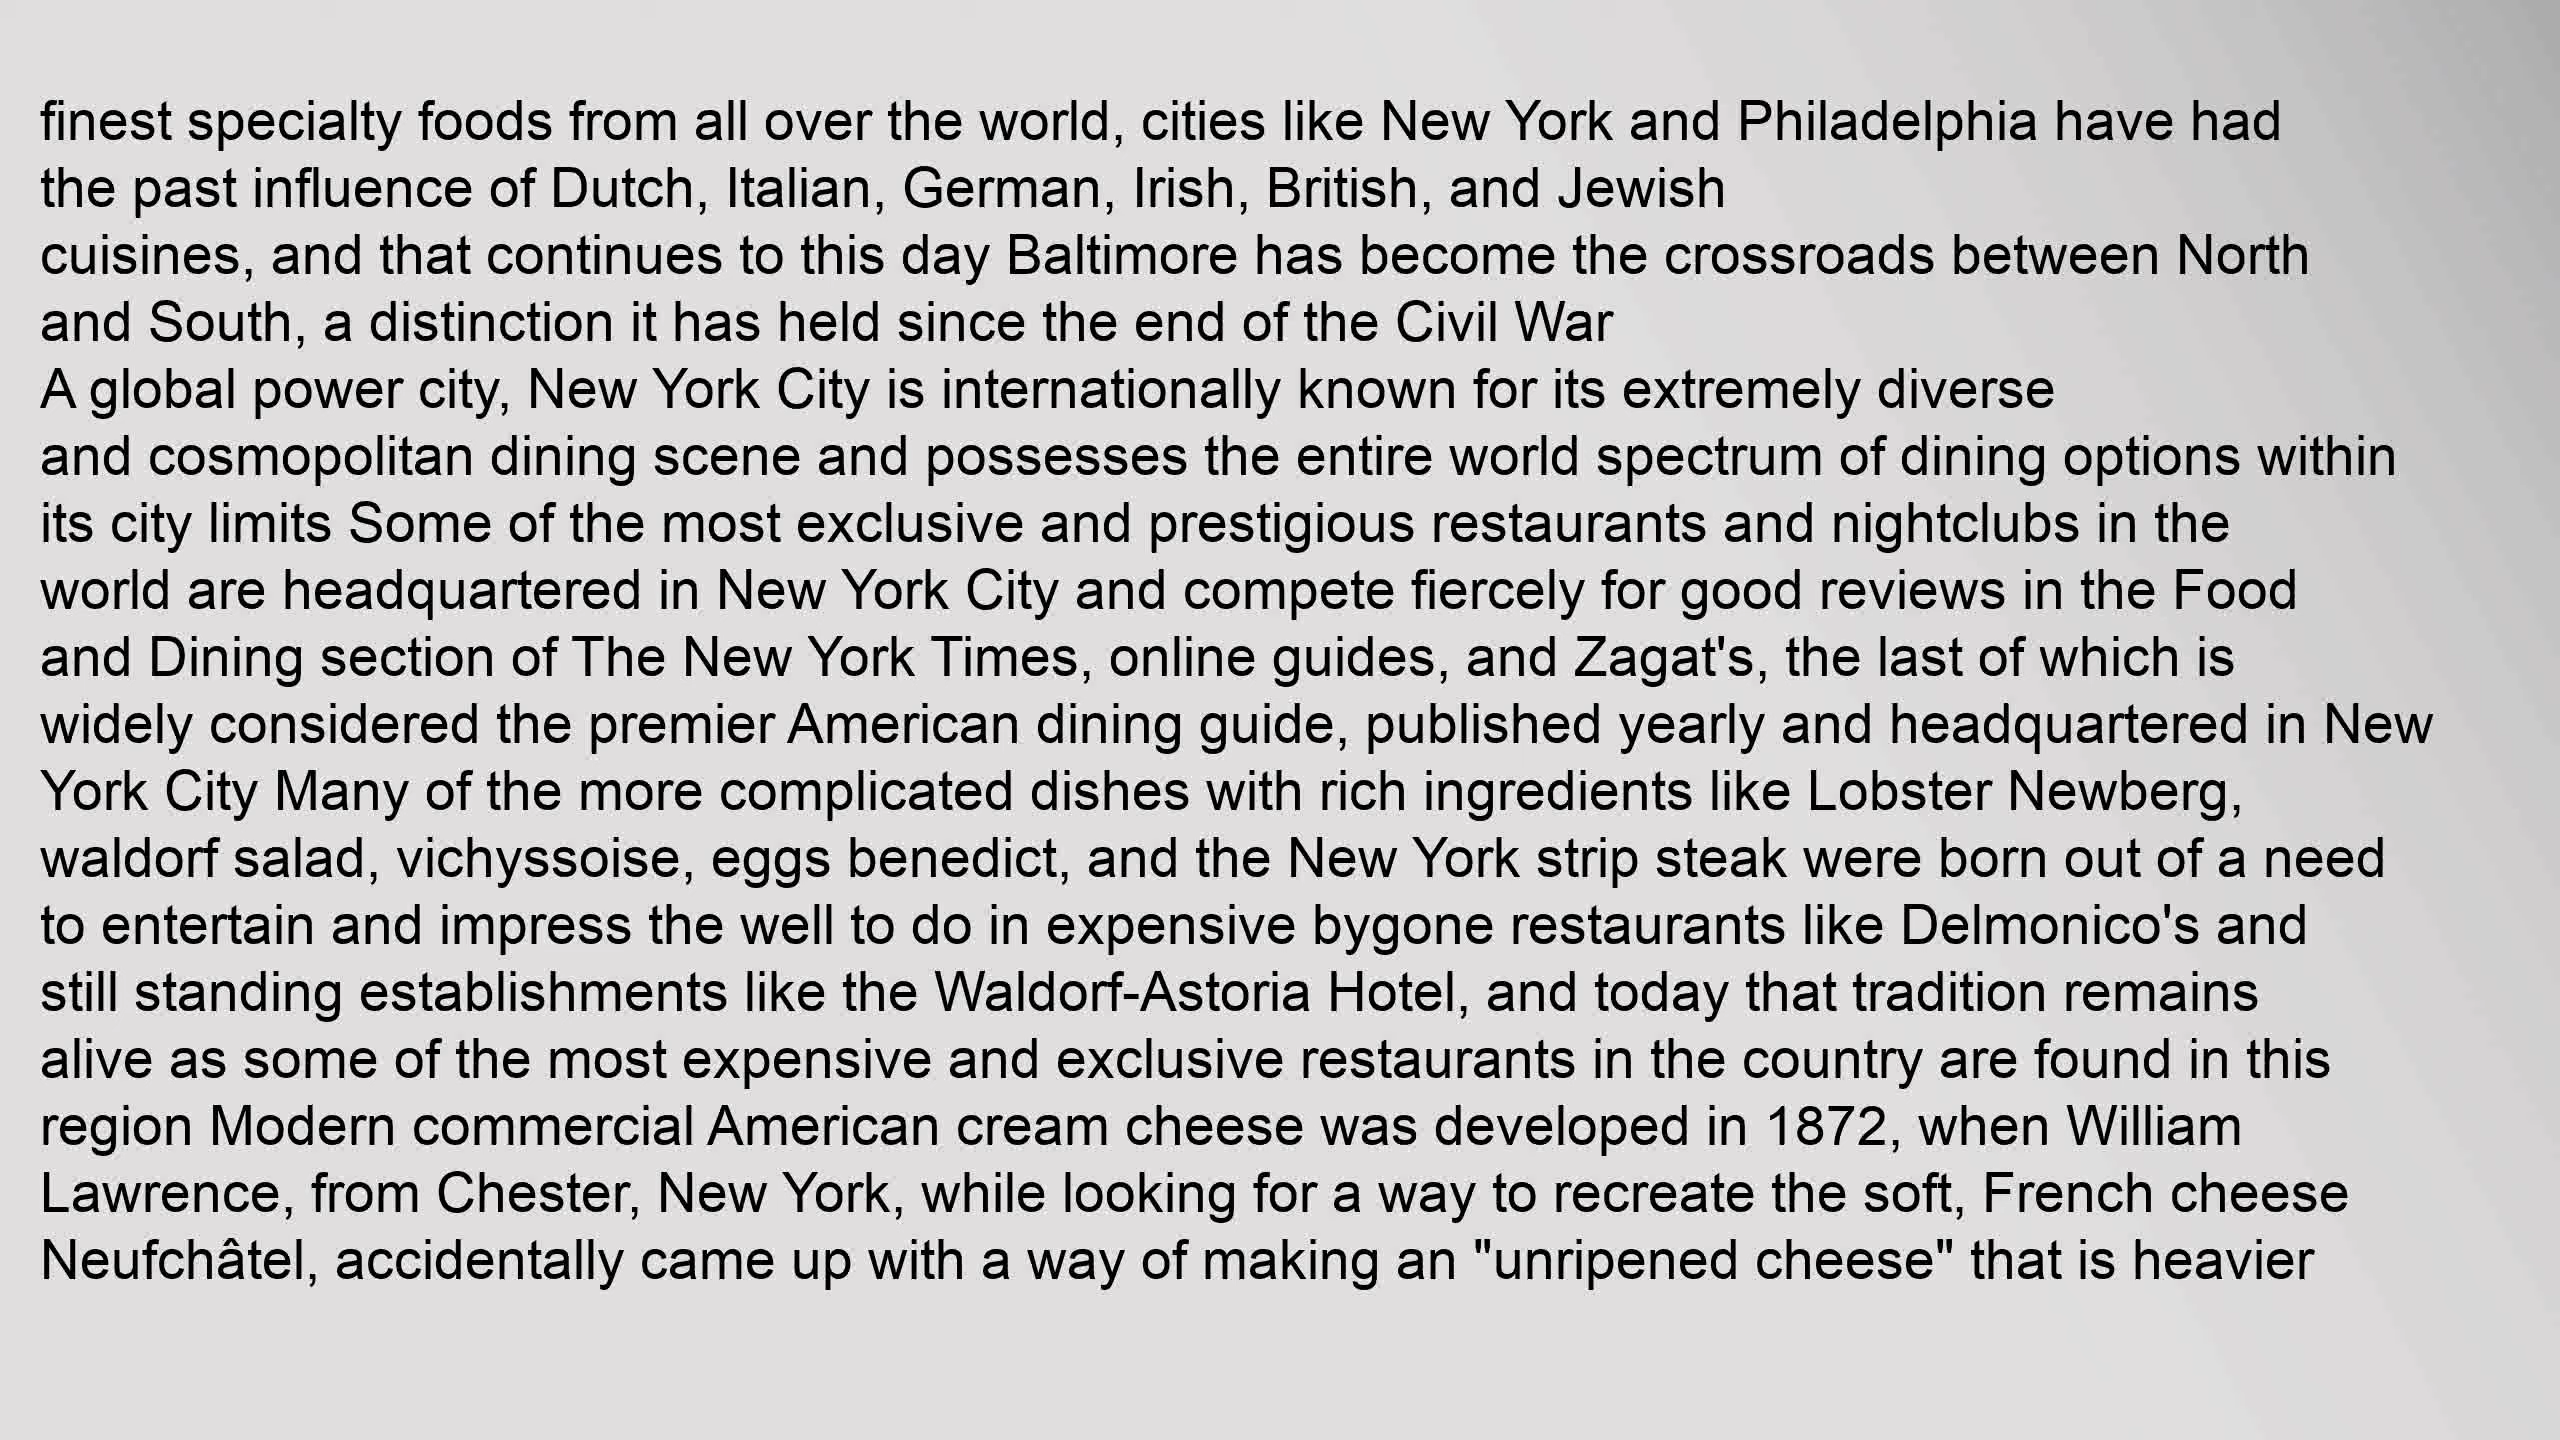 finest specialty foods from all over the world, cities like New York and Philadelphia have had
the past influence of Dutch, Italian, German, Irish, British, and Jewish
cuisines, and that continues to this day Baltimore has become the crossroads between North
and South, a distinction it has held since the end of the Civil War
A global power city, New York City is internationally known for its extremely diverse
and cosmopolitan dining scene and possesses the entire world spectrum of dining options within
its city limits Some of the most exclusive and prestigious restaurants and nightclubs in the
world are headquartered in New York City and compete fiercely for good reviews in the Food
and Dining section of The New York Times, online guides, and Zagat's, the last of which is
widely considered the premier American dining guide, published yearly and headquartered in New
York City Many of the more complicated dishes with rich ingredients like Lobster Newberg,
waldorf salad, vichyssoise, eggs benedict, and the New York strip steak were born out of a need
to entertain and impress the well to do in expensive bygone restaurants like Delmonico's and
still standing establishments like the Waldorf-Astoria Hotel, and today that tradition remains
alive as some of the most expensive and exclusive restaurants in the country are found in this
region Modern commercial American cream cheese was developed in 1872, when William
Lawrence, from Chester, New York, while looking for a way to recreate the soft, French cheese
Neufchâtel, accidentally came up with a way of making an "unripened cheese" that is heavier